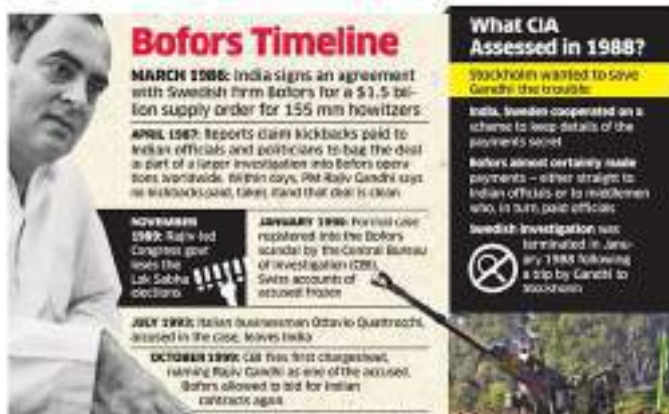 Bofors Timeline
MARCH 1986: India signs an agreement
with Swedish firm Bofors for a $1.5 bil-
lion supply order for 155 mm howitzers
APRIL 1987: Reports claim kickbacks paid to
Indian officials and politicians to bag the deal
as part of a larger investigation into Bofors opera
tions worldwide. Within days, PM Rajiv Gandhi says
no kickbacks paid, takes stand that deal is clean
NOVEMBER
1989: Rajiv-led
Congress govt
loses the
Lok Sabha
elections
JANUARY 1990: Formal case
registered into the Bofors
scandal by the Central Bureau
of Investigation (CBI).
Swiss accounts of
accused frozen
JULY 1993: Italian businessman Ottavio Quattrocchi,
accused in the case, leaves India
OCTOBER 1999: CBI files first chargesheet,
naming Rajiv Gandhi as one of the accused.
Bofors allowed to bid for Indian
contracts again
What CIA
Assessed in 1988?
Stockholm wanted to save
Gandhi the trouble
India, Sweden cooperated on a
scheme to keep details of the
payments secret
Bofors almost certainly made
payments – either straight to
Indian officials or to middlemen
who, in turn, paid officials
Swedish investigation was
terminated in Janu-
ary 1988 following
a trip by Gandhi to
Stockholm